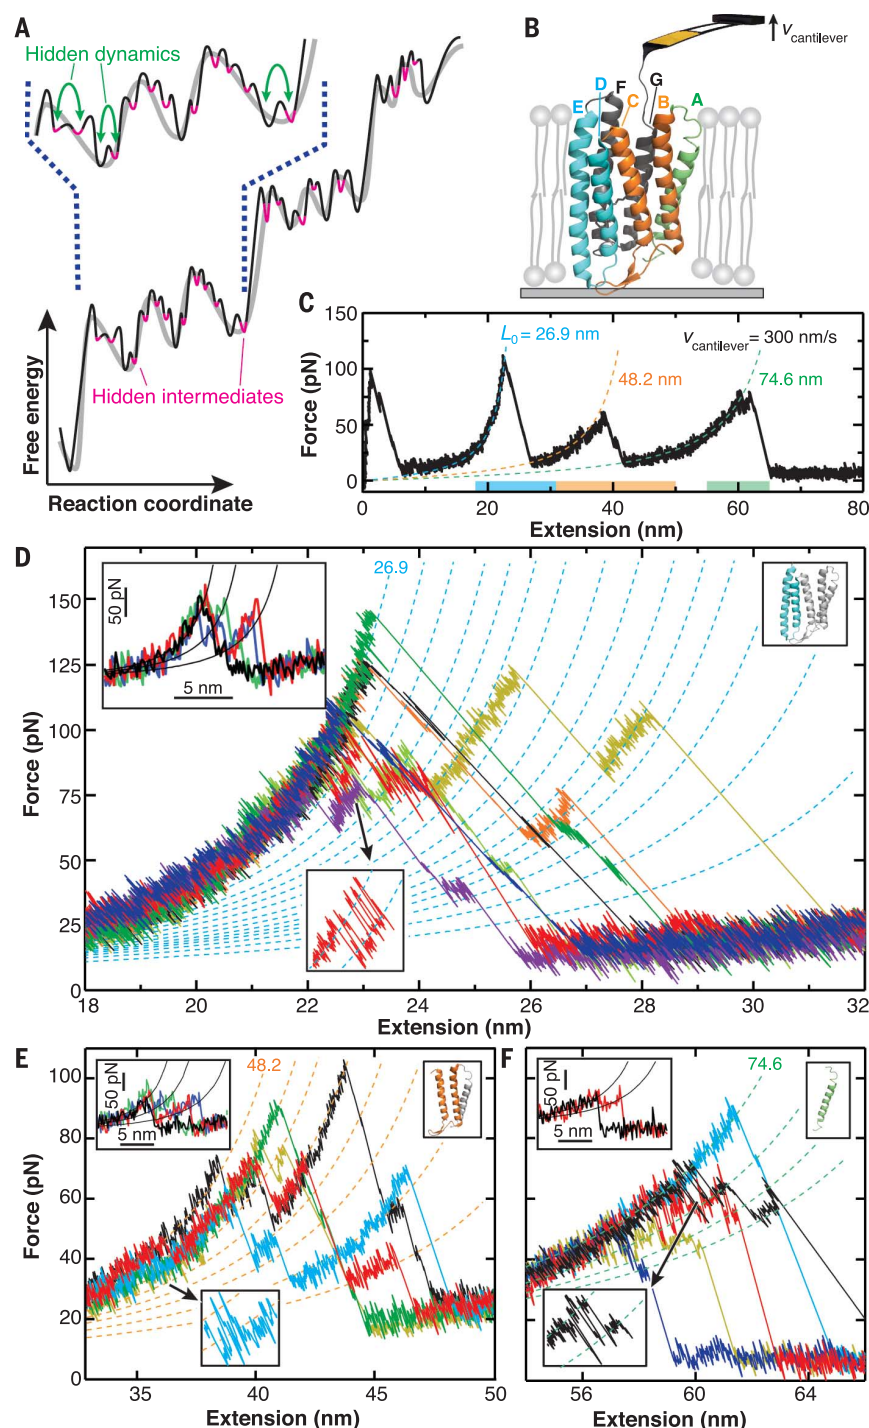 A
Hidden dynamics
Hidden intermediates
Free energy
Reaction coordinate
B
v cantilever
D F G
E C B A
C
150
100
50
0
Force (pN)
L0 = 26.9 nm
vcantilever = 300 nm/s
48.2 nm
74.6 nm
0 20 40 60 80
Extension (nm)
D
150
125
100
75
50
25
0
Force (pN)
50 pN
5 nm
26.9
18 20 22 24 26 28 30 32
Extension (nm)
E
100
80
60
40
20
0
Force (pN)
50 pN
5 nm
48.2
35 40 45 50
Extension (nm)
F
50 pN
5 nm
74.6
56 60 64
Extension (nm)